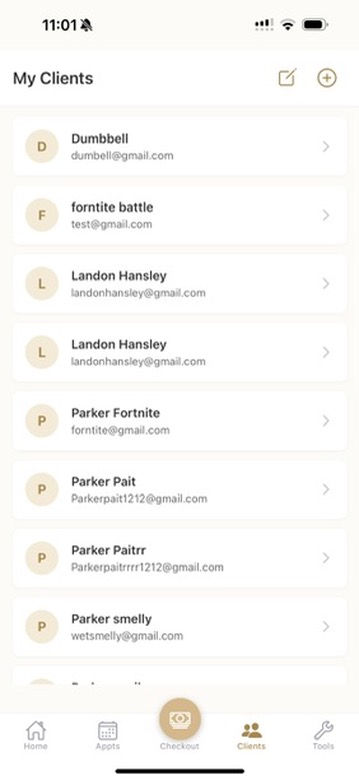 11:01
My Clients
D
Dumbbell
dumbell@gmail.com
F
forntite battle
test@gmail.com
L
Landon Hansley
landonhansley@gmail.com
L
Landon Hansley
landonhansley@gmail.com
P
Parker Fortnite
forntite@gmail.com
P
Parker Pait
Parkerpait1212@gmail.com
P
Parker Paitrr
Parkerpaitrrrr1212@gmail.com
P
Parker smelly
wetsmelly@gmail.com
Home
Appts
Checkout
Clients
Tools